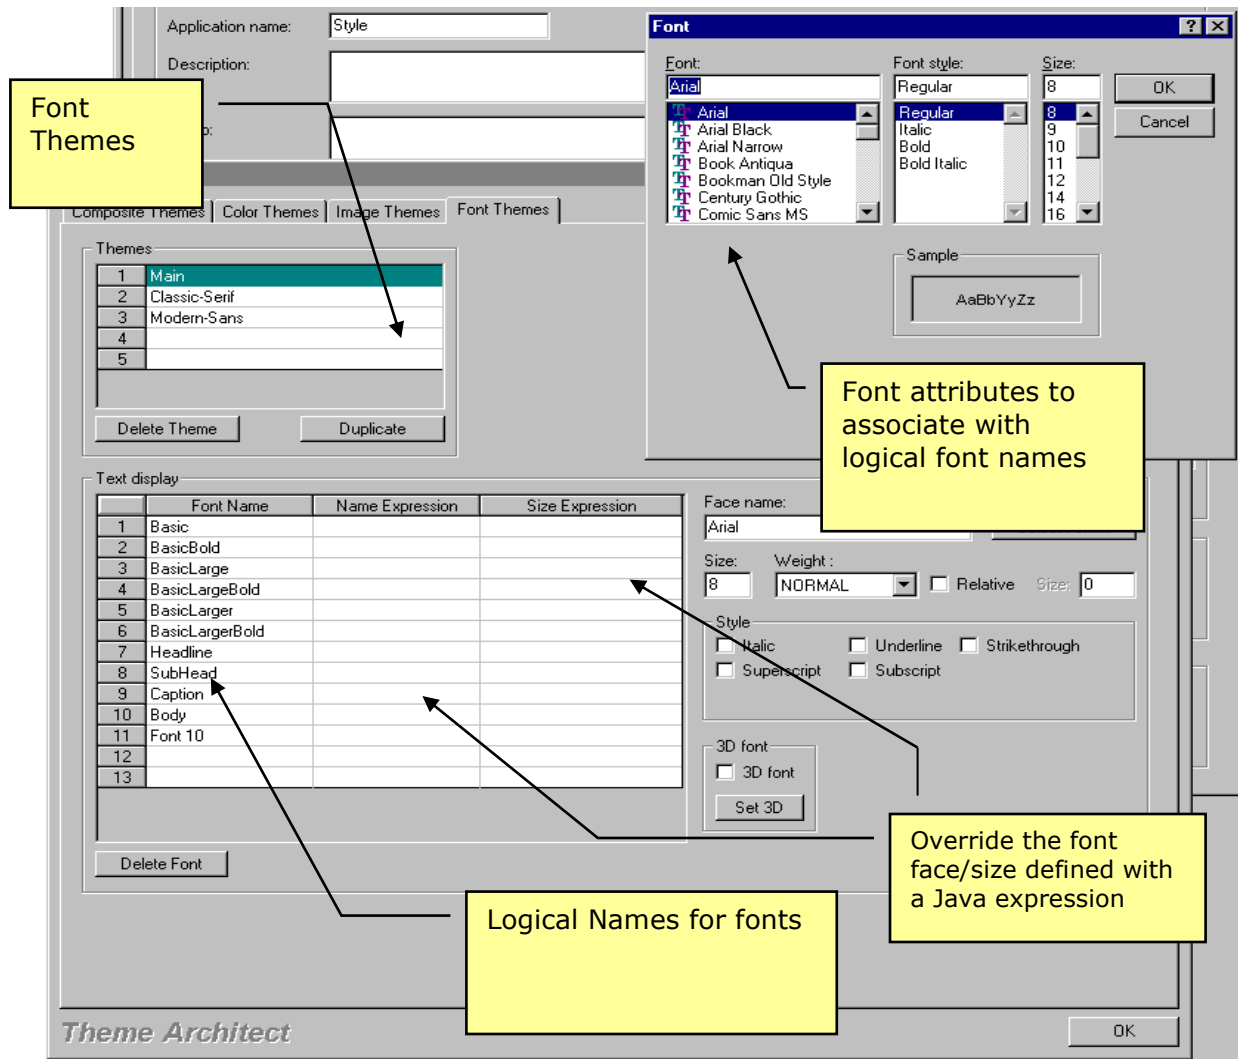 Application name:
Style
Description:
Font
Themes
o:
Composite Themes
Color Themes
Image Themes
Font Themes
Themes
1 Main
2 Classic-Serif
3 Modern-Sans
4
5
Delete Theme
Duplicate
Font
Font:
Font style:
Size:
Arial
Regular
8
OK
Cancel
Arial
Arial Black
Arial Narrow
Book Antiqua
Bookman Old Style
Century Gothic
Comic Sans MS
Regular
Italic
Bold
Bold Italic
8
9
10
11
12
14
16
Sample
AaBbYyZz
Font attributes to
associate with
logical font names
Text display
Font Name Name Expression Size Expression
1 Basic
2 BasicBold
3 BasicLarge
4 BasicLargeBold
5 BasicLarger
6 BasicLargerBold
7 Headline
8 SubHead
9 Caption
10 Body
11 Font 10
12
13
Delete Font
Face name:
Arial
Size:
Weight :
8
NORMAL
Relative
Size:
0
Style
Italic
Underline
Strikethrough
Superscript
Subscript
3D font
3D font
Set 3D
Override the font
face/size defined with
a Java expression
Logical Names for fonts
Theme Architect
OK